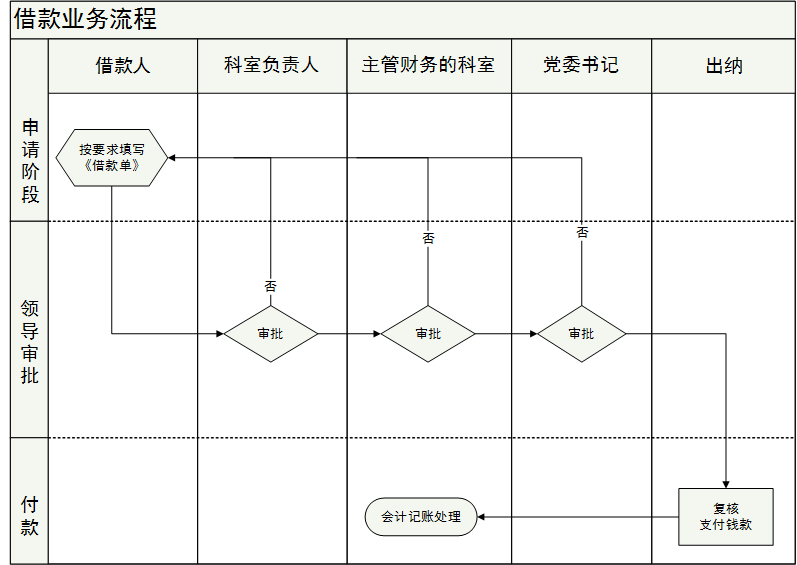 借款业务流程
借款人
科室负责人
主管财务的科室
党委书记
出纳
申请阶段
按要求填写
《借款单》
否
否
否
领导审批
审批
审批
审批
付款
会计记账处理
复核
支付钱款